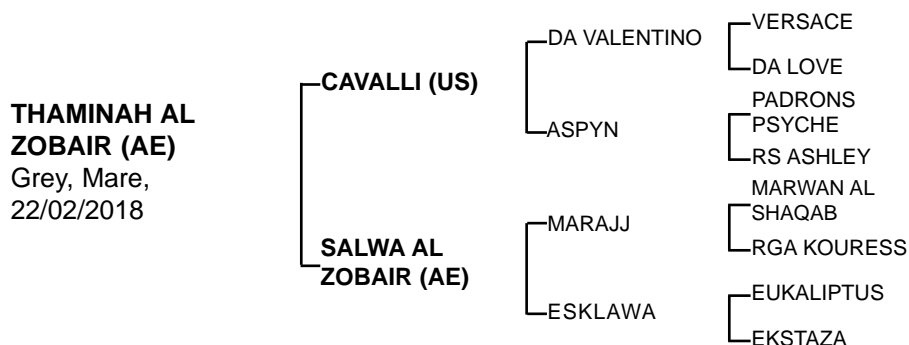 THAMINAH AL
ZOBAIR (AE)
Grey, Mare,
22/02/2018
CAVALLI (US)
SALWA AL
ZOBAIR (AE)
DA VALENTINO
ASPYN
MARAJJ
ESKLAWA
VERSACE
DA LOVE
PADRONS
PSYCHE
RS ASHLEY
MARWAN AL
SHAQAB
RGA KOURESS
EUKALIPTUS
EKSTAZA